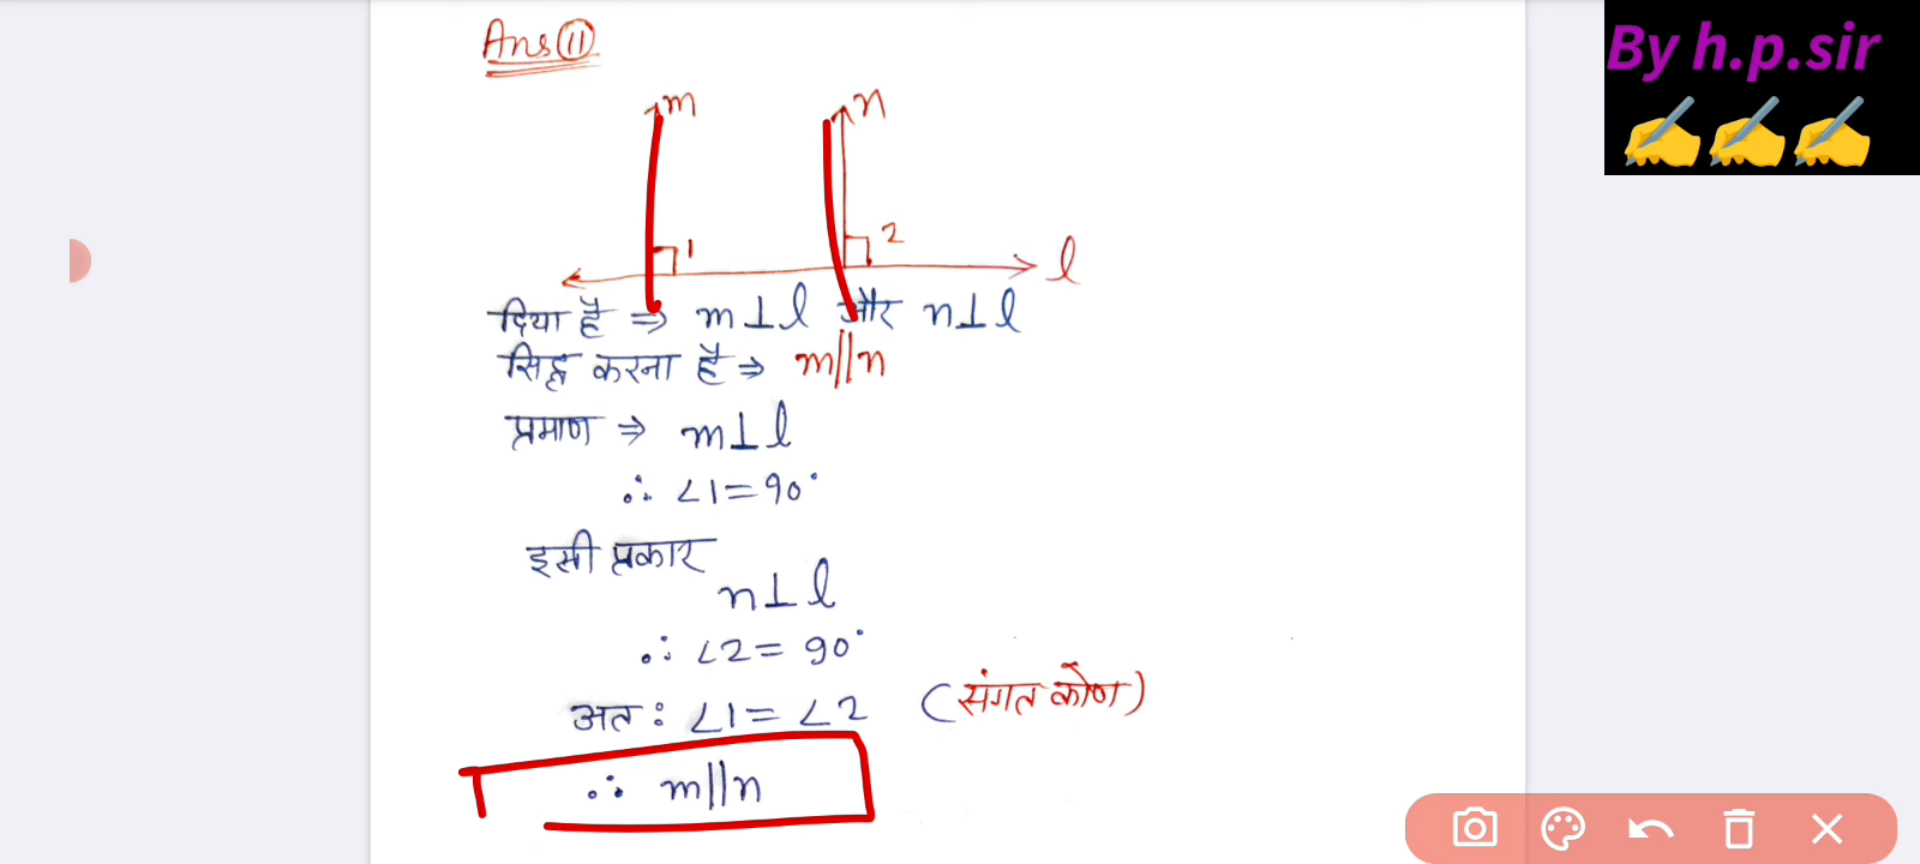 Ans 11
By h.p.sir
m n
1 2
l
दिया है ⇒ m⊥l और n⊥l
सिद्ध करना है ⇒ m||n
प्रमाण ⇒ m⊥l
∴ ∠1=90°
इसी प्रकार
n⊥l
∴ ∠2= 90°
अतः ∠1= ∠2 (संगत कोण)
∴ m||n